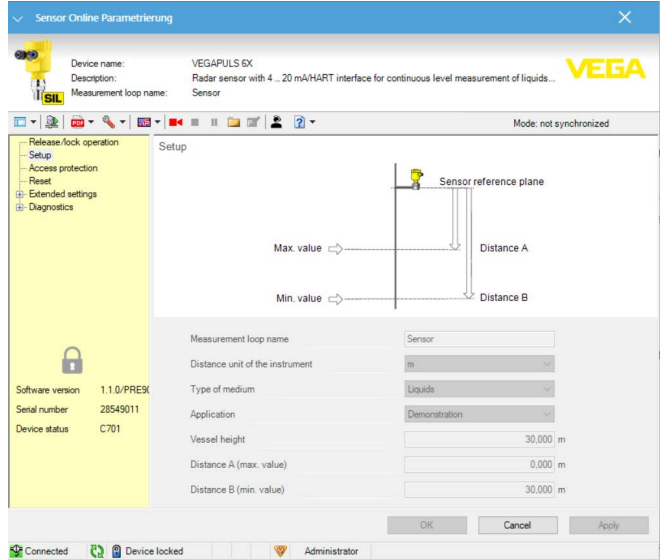 Sensor Online Parametrierung
Device name: VEGAPULS 6X
Description: Radar sensor with 4 .. 20 mA/HART interface for continuous level measurement of liquids...
Measurement loop name: Sensor
VEGA
SIL
PDF
Mode: not synchronized
Release/lock operation
Setup
Access protection
Reset
Extended settings
Diagnostics
Setup
Sensor reference plane
Max. value
Distance A
Min. value
Distance B
Measurement loop name Sensor
Distance unit of the instrument m
Type of medium Liquids
Application Demonstration
Vessel height 30,000 m
Distance A (max. value) 0,000 m
Distance B (min. value) 30,000 m
Software version 1.1.0/PRE90
Serial number 28549011
Device status C701
OK Cancel Apply
Connected Device locked Administrator